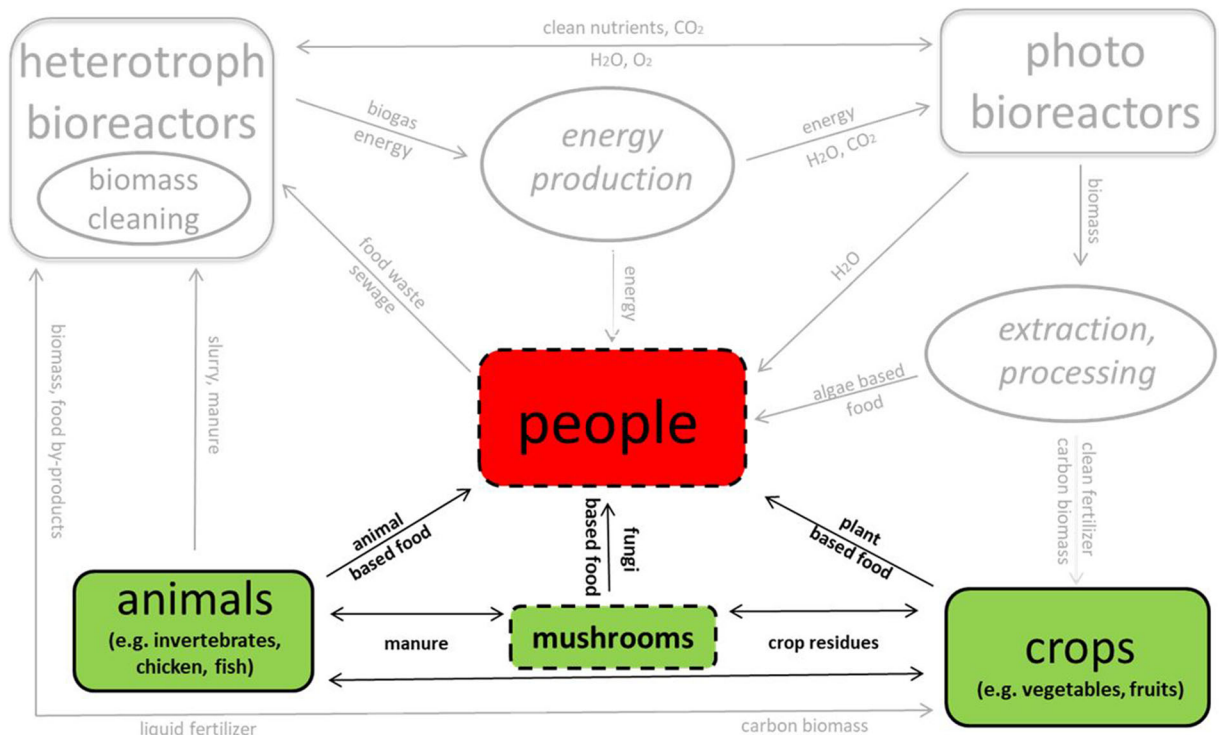 clean nutrients, CO₂
H₂O, O₂
heterotroph
bioreactors
biomass
cleaning
biogas
energy
energy
production
energy
H₂O, CO₂
photo
bioreactors
biomass
food waste
sewage
energy
H₂O
extraction,
processing
algae based
food
people
biomass, food by-products
slurry, manure
clean fertilizer
carbon biomass
animal
based food
fungi
based food
plant
based food
animals
(e.g. invertebrates,
chicken, fish)
manure
mushrooms
crop residues
crops
(e.g. vegetables, fruits)
liquid fertilizer
carbon biomass